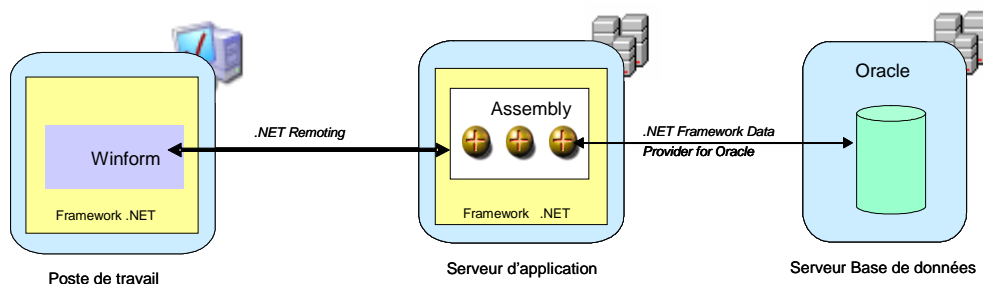 Winform
Framework .NET
Poste de travail
.NET Remoting
Assembly
Framework .NET
Serveur d'application
.NET Framework Data
Provider for Oracle
Oracle
Serveur Base de données